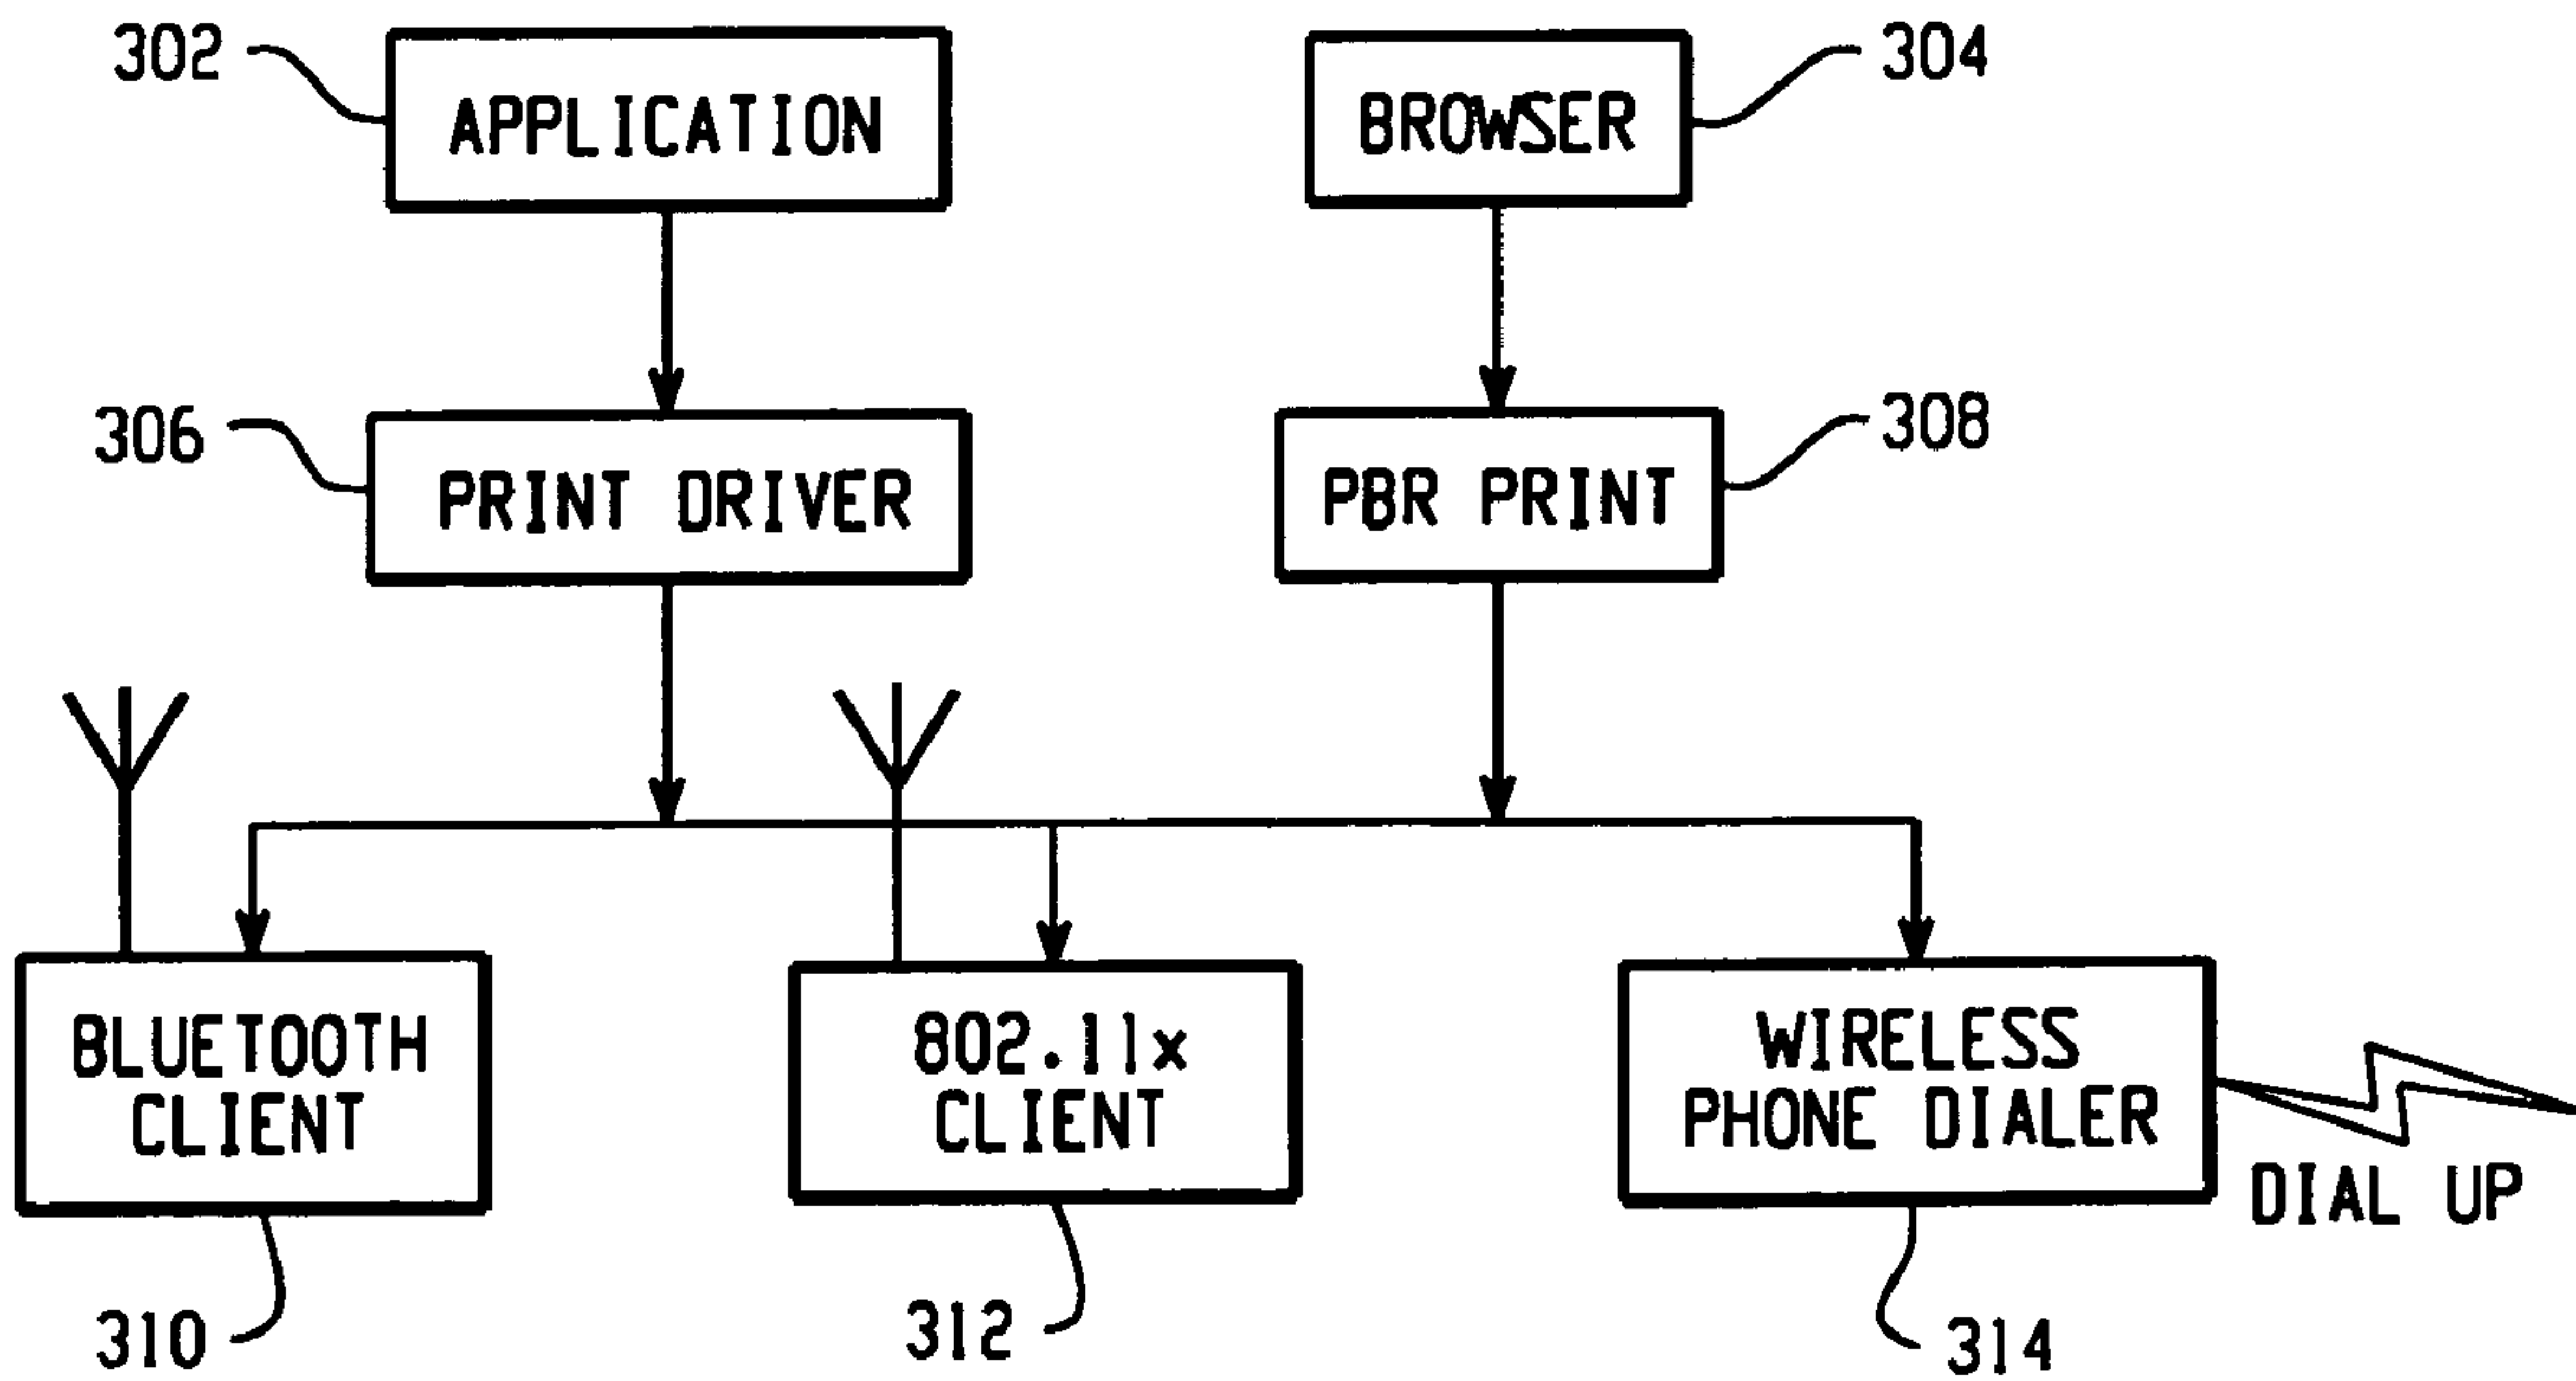 302
APPLICATION
BROWSER
304
306
PRINT DRIVER
PBR PRINT
308
BLUETOOTH
CLIENT
802.11x
CLIENT
WIRELESS
PHONE DIALER
DIAL UP
310
312
314